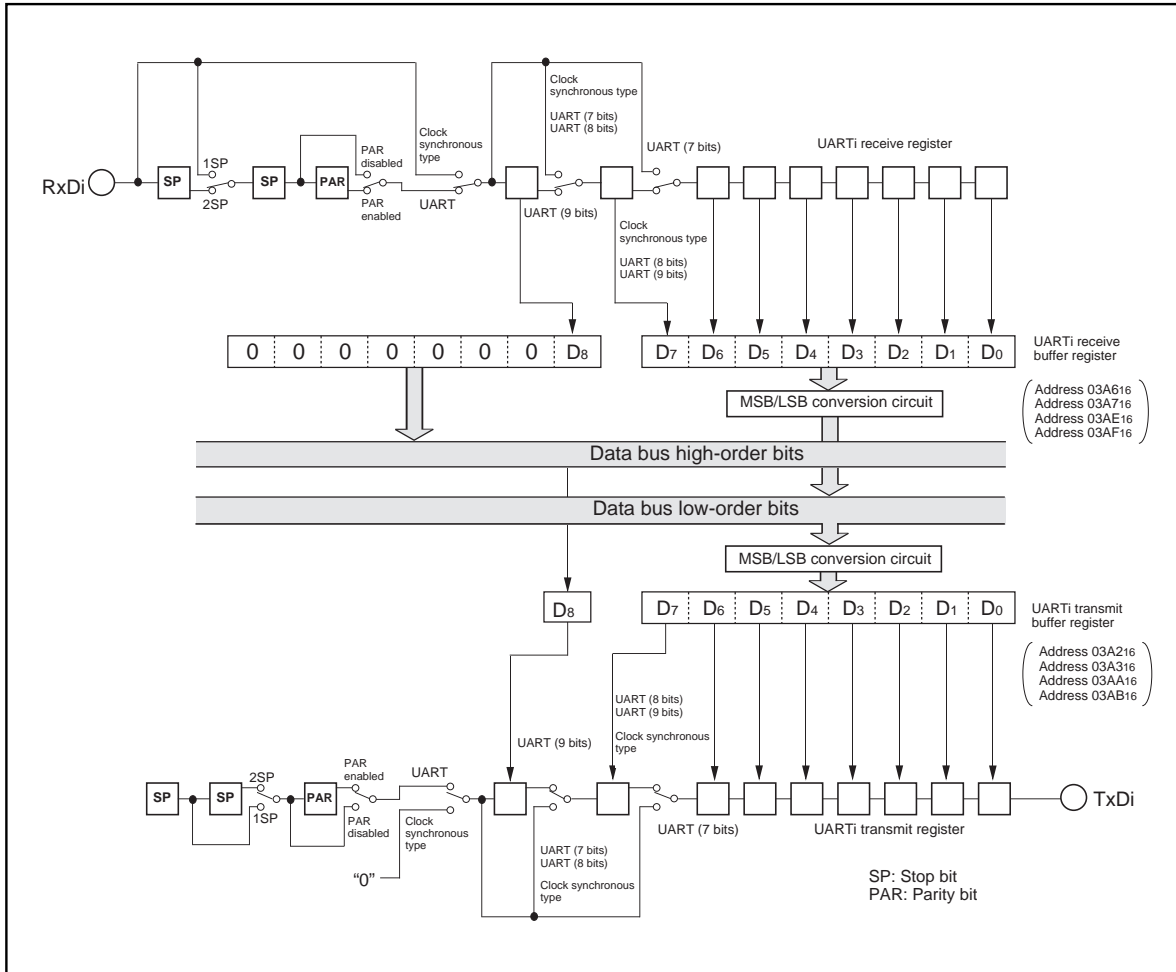 Clock
synchronous type
UART (7 bits)
UART (8 bits)
UART (7 bits)
UARTi receive register
PAR
disabled
Clock
synchronous
type
1SP
RxDi
SP
SP
PAR
2SP
PAR
enabled
UART
UART (9 bits)
Clock
synchronous type
UART (8 bits)
UART (9 bits)
0 0 0 0 0 0 0 D8
D7 D6 D5 D4 D3 D2 D1 D0
UARTi receive
buffer register
MSB/LSB conversion circuit
Address 03A616
Address 03A716
Address 03AE16
Address 03AF16
Data bus high-order bits
Data bus low-order bits
MSB/LSB conversion circuit
D8
D7 D6 D5 D4 D3 D2 D1 D0
UARTi transmit
buffer register
Address 03A216
Address 03A316
Address 03AA16
Address 03AB16
UART (8 bits)
UART (9 bits)
Clock synchronous
type
UART (9 bits)
PAR
enabled
UART
2SP
SP
SP
PAR
TxDi
1SP
PAR
disabled
Clock
synchronous
type
UART (7 bits)
UARTi transmit register
UART (7 bits)
UART (8 bits)
Clock synchronous
type
“0”
SP: Stop bit
PAR: Parity bit